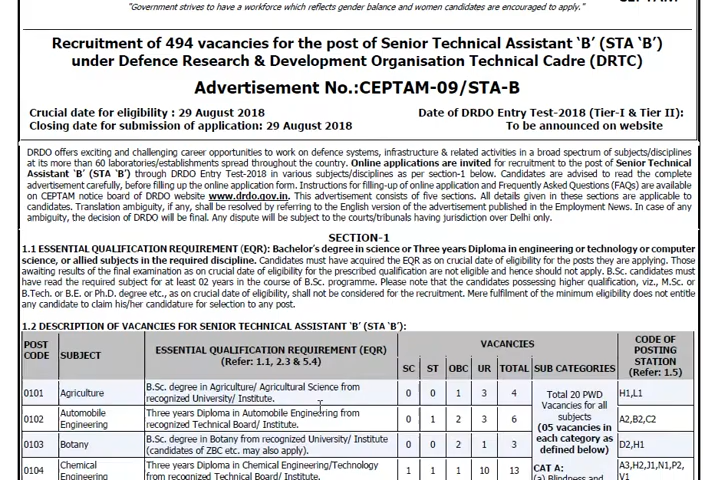 "Government strives to have a workforce which reflects gender balance and women candidates are encouraged to apply."
Recruitment of 494 vacancies for the post of Senior Technical Assistant 'B' (STA 'B')
under Defence Research & Development Organisation Technical Cadre (DRTC)
Advertisement No.:CEPTAM-09/STA-B
Crucial date for eligibility : 29 August 2018
Closing date for submission of application: 29 August 2018
Date of DRDO Entry Test-2018 (Tier-I & Tier II):
To be announced on website
DRDO offers exciting and challenging career opportunities to work on defence systems, infrastructure & related activities in a broad spectrum of subjects/disciplines
at its more than 60 laboratories/establishments spread throughout the country. Online applications are invited for recruitment to the post of Senior Technical
Assistant 'B' (STA 'B') through DRDO Entry Test-2018 in various subjects/disciplines as per section-1 below. Candidates are advised to read the complete
advertisement carefully, before filling up the online application form. Instructions for filling-up of online application and Frequently Asked Questions (FAQs) are available
on CEPTAM notice board of DRDO website www.drdo.gov.in. This advertisement consists of five sections. All details given in these sections are applicable to
candidates. Translation ambiguity, if any, shall be resolved by referring to the English version of the advertisement published in the Employment News. In case of any
ambiguity, the decision of DRDO will be final. Any dispute will be subject to the courts/tribunals having jurisdiction over Delhi only.
SECTION-1
1.1 ESSENTIAL QUALIFICATION REQUIREMENT (EQR): Bachelor's degree in science or Three years Diploma in engineering or technology or computer
science, or allied subjects in the required discipline. Candidates must have acquired the EQR as on crucial date of eligibility for the posts they are applying. Those
awaiting results of the final examination as on crucial date of eligibility for the prescribed qualification are not eligible and hence should not apply. B.Sc. candidates must
have read the required subject for at least 02 years in the course of B.Sc. programme. Please note that the candidates possessing higher qualification, viz., M.Sc. or
B.Tech. or B.E. or Ph.D. degree etc., as on crucial date of eligibility, shall not be considered for the recruitment. Mere fulfilment of the minimum eligibility does not entitle
any candidate to claim his/her candidature for selection to any post.
1.2 DESCRIPTION OF VACANCIES FOR SENIOR TECHNICAL ASSISTANT 'B' (STA 'B'):
POST CODE SUBJECT ESSENTIAL QUALIFICATION REQUIREMENT (EQR) (Refer: 1.1, 2.3 & 5.4) VACANCIES CODE OF POSTING STATION (Refer: 1.5)
SC ST OBC UR TOTAL SUB CATEGORIES
0101 Agriculture B.Sc. degree in Agriculture/ Agricultural Science from recognized University/ Institute. 0 0 1 3 4 H1,L1
0102 Automobile Engineering Three years Diploma in Automobile Engineering from recognized Technical Board/ Institute. 0 1 2 3 6 A2,B2,C2
0103 Botany B.Sc. degree in Botany from recognized University/ Institute (candidates of ZBC etc. may also apply). 0 0 2 1 3 D2,H1
0104 Chemical Engineering Three years Diploma in Chemical Engineering/Technology from recognized Technical Board/ Institute. 1 1 1 10 13 A3,H2,J1,N1,P2, V1
Total 20 PWD
Vacancies for all
subjects
(05 vacancies in
each category as
defined below)
CAT A:
(a) Blindness and